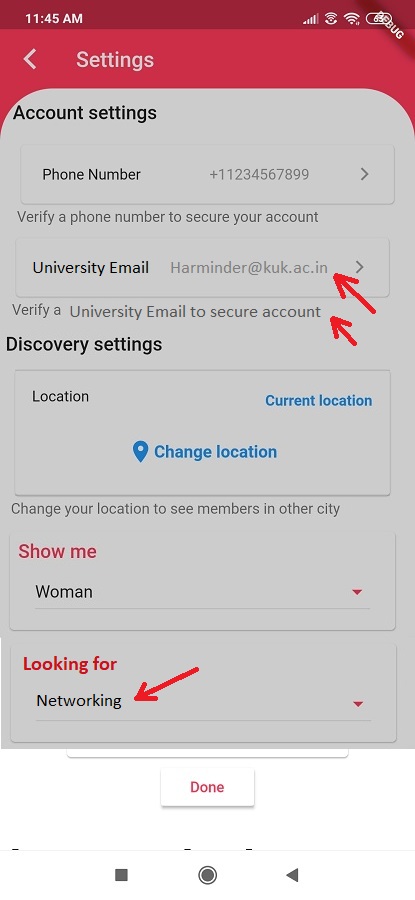 11:45 AM
Settings
Account settings
Phone Number +11234567899
Verify a phone number to secure your account
University Email Harminder@kuk.ac.in
Verify a University Email to secure account
Discovery settings
Location Current location
Change location
Change your location to see members in other city
Show me
Woman
Looking for
Networking
Done